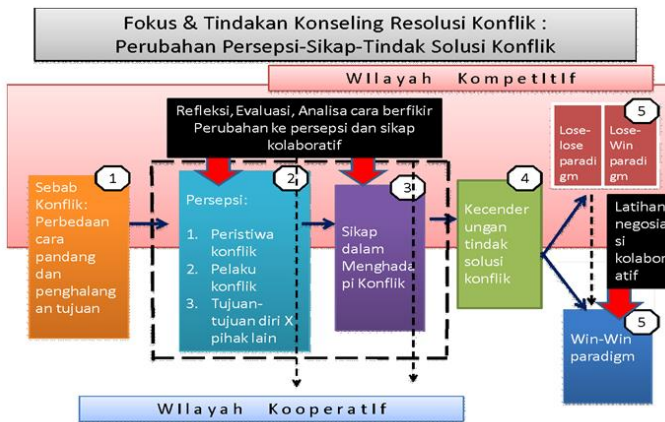 Fokus & Tindakan Konseling Resolusi Konflik :
Perubahan Persepsi-Sikap-Tindak Solusi Konflik
WIlayah KompetItIf
Refleksi, Evaluasi, Analisa cara berfikir
Perubahan ke persepsi dan sikap
kolaboratif
1
Sebab
Konflik:
Perbedaan
cara
pandang
dan
penghalang
an tujuan
2
Persepsi:
1. Peristiwa
konflik
2. Pelaku
konflik
3. Tujuan-
tujuan diri X
pihak lain
3
Sikap
dalam
Menghada
pi Konflik
4
Kecender
ungan
tindak
solusi
konflik
5
Lose-
lose
paradi
gm
Lose-
Win
paradi
gm
Latihan
negosia
si
kolabor
atif
5
Win-Win
paradigm
WIlayah KooperatIf